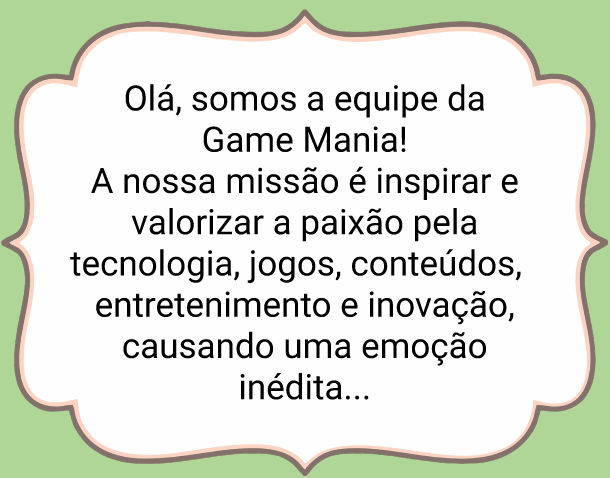 Olá, somos a equipe da
Game Mania!
A nossa missão é inspirar e
valorizar a paixão pela
tecnologia, jogos, conteúdos,
entretenimento e inovação,
causando uma emoção
inédita...